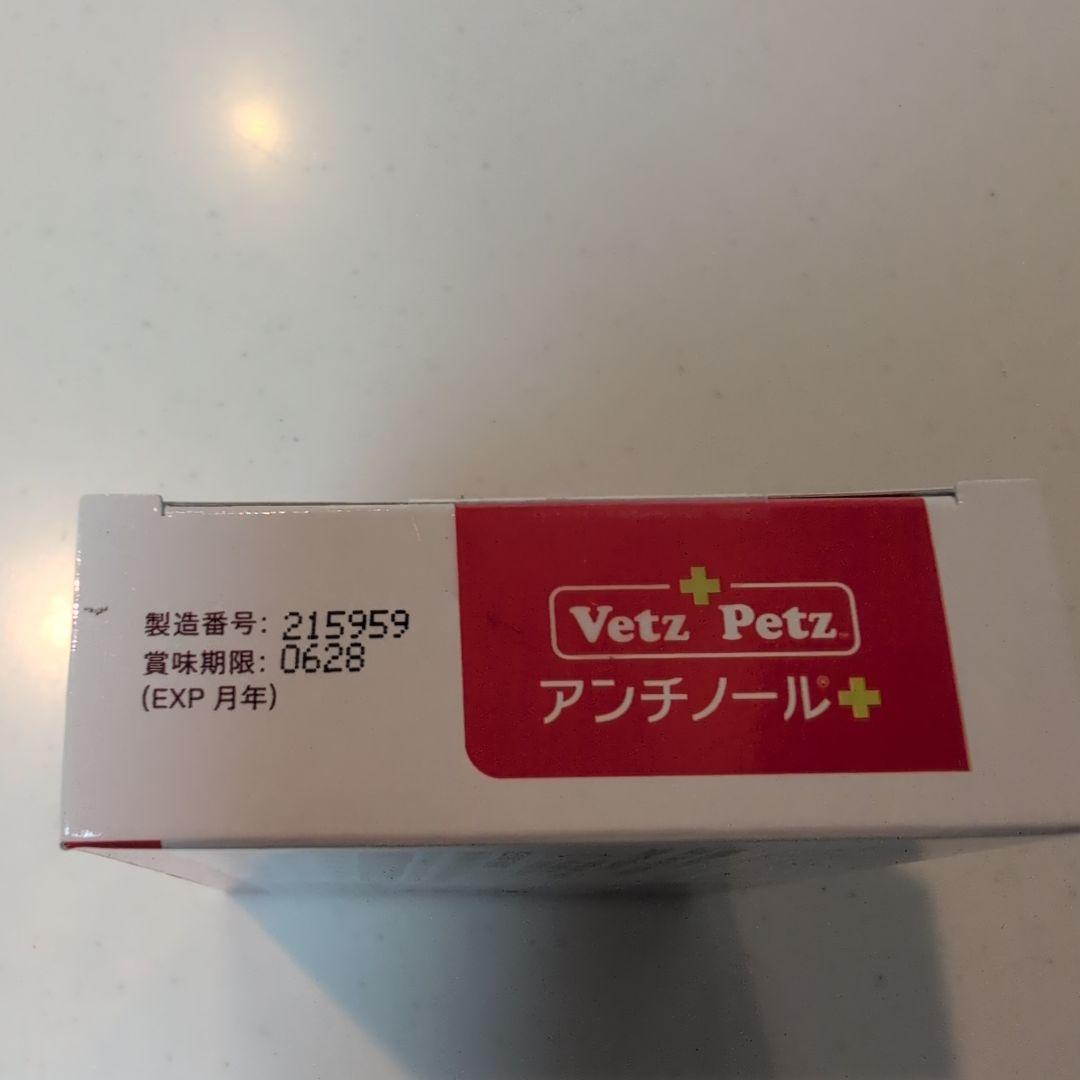 製造番号: 215959
賞味期限: 0628
(EXP 月年)
Vetz Petz™
アンチノール®